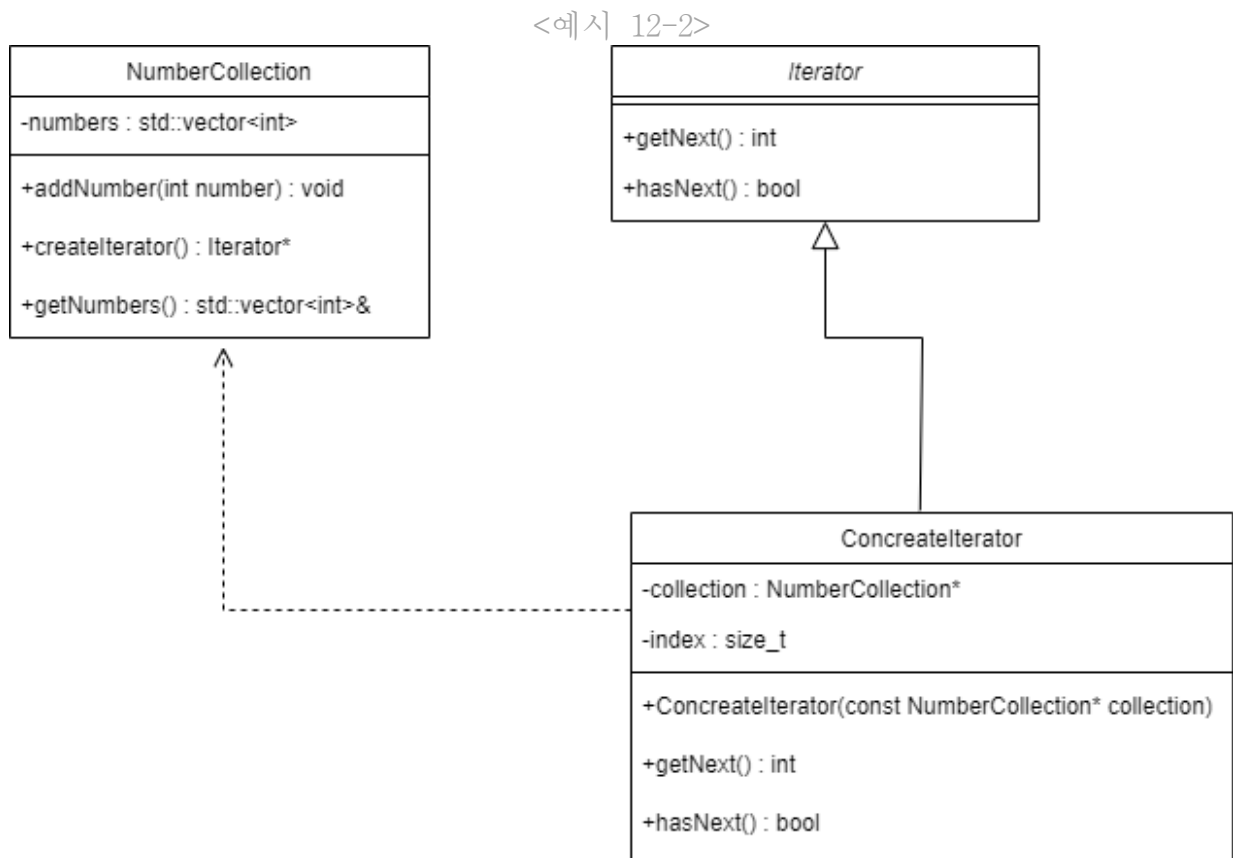 <예시 12-2>
NumberCollection
-numbers : std::vector<int>
+addNumber(int number) : void
+createIterator() : Iterator*
+getNumbers() : std::vector<int>&
Iterator
+getNext() : int
+hasNext() : bool
ConcreateIterator
-collection : NumberCollection*
-index : size_t
+ConcreateIterator(const NumberCollection* collection)
+getNext() : int
+hasNext() : bool